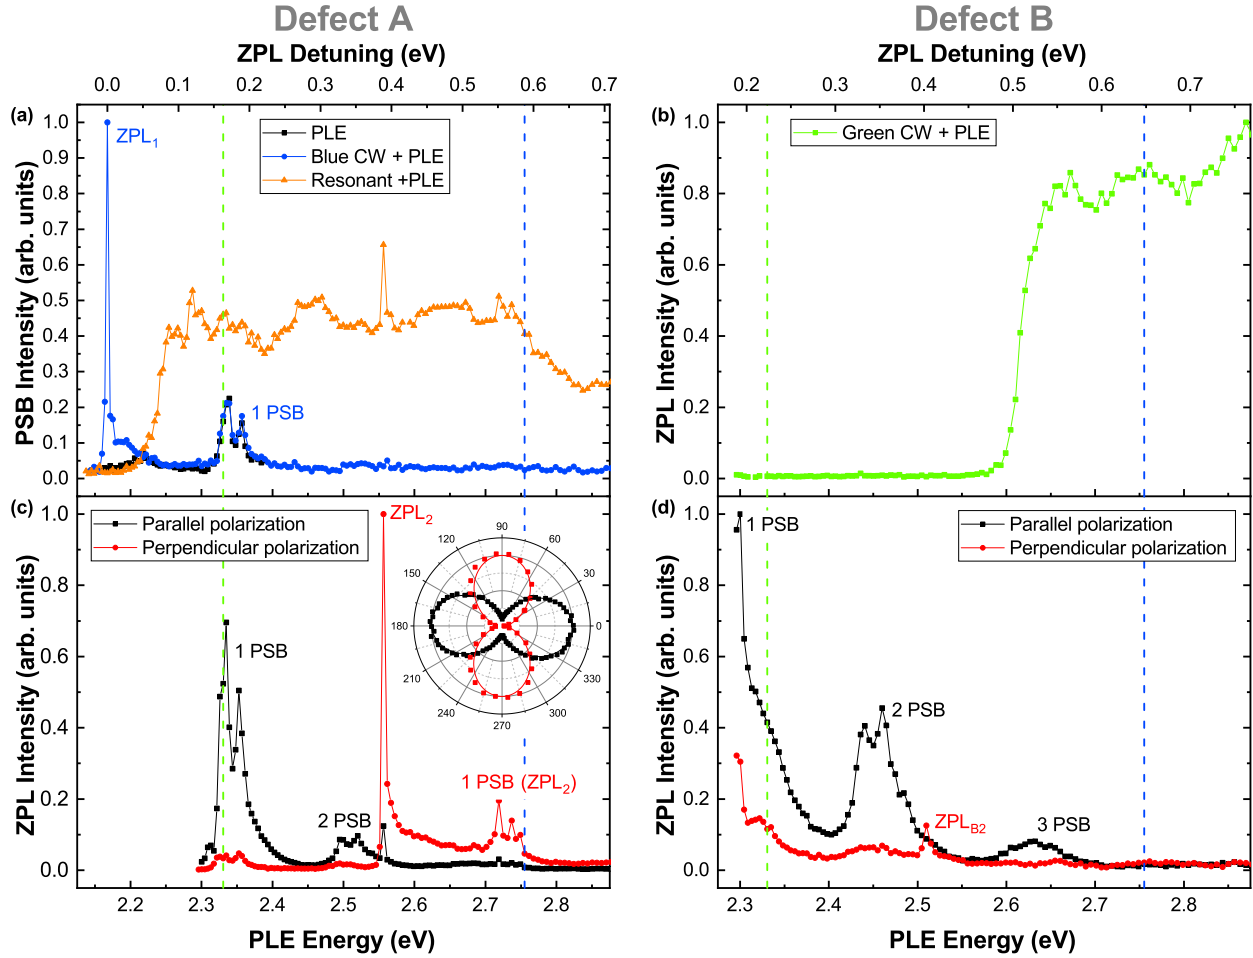 Defect A
Defect B
ZPL Detuning (eV)
ZPL Detuning (eV)
0.0 0.1 0.2 0.3 0.4 0.5 0.6 0.7
0.2 0.3 0.4 0.5 0.6 0.7
(a)
PSB Intensity (arb. units)
1.0
0.9
0.8
0.7
0.6
0.5
0.4
0.3
0.2
0.1
0.0
ZPL1
PLE
Blue CW + PLE
Resonant +PLE
1 PSB
(b)
ZPL Intensity (arb. units)
1.0
0.8
0.6
0.4
0.2
0.0
Green CW + PLE
(c)
ZPL Intensity (arb. units)
1.0
0.8
0.6
0.4
0.2
0.0
Parallel polarization
Perpendicular polarization
ZPL2
1 PSB
2 PSB
1 PSB (ZPL2)
90
60
30
0
330
300
270
240
210
180
150
120
2.2 2.3 2.4 2.5 2.6 2.7 2.8
PLE Energy (eV)
(d)
ZPL Intensity (arb. units)
1.0
0.8
0.6
0.4
0.2
0.0
1 PSB
Parallel polarization
Perpendicular polarization
2 PSB
ZPLB2
3 PSB
2.3 2.4 2.5 2.6 2.7 2.8
PLE Energy (eV)